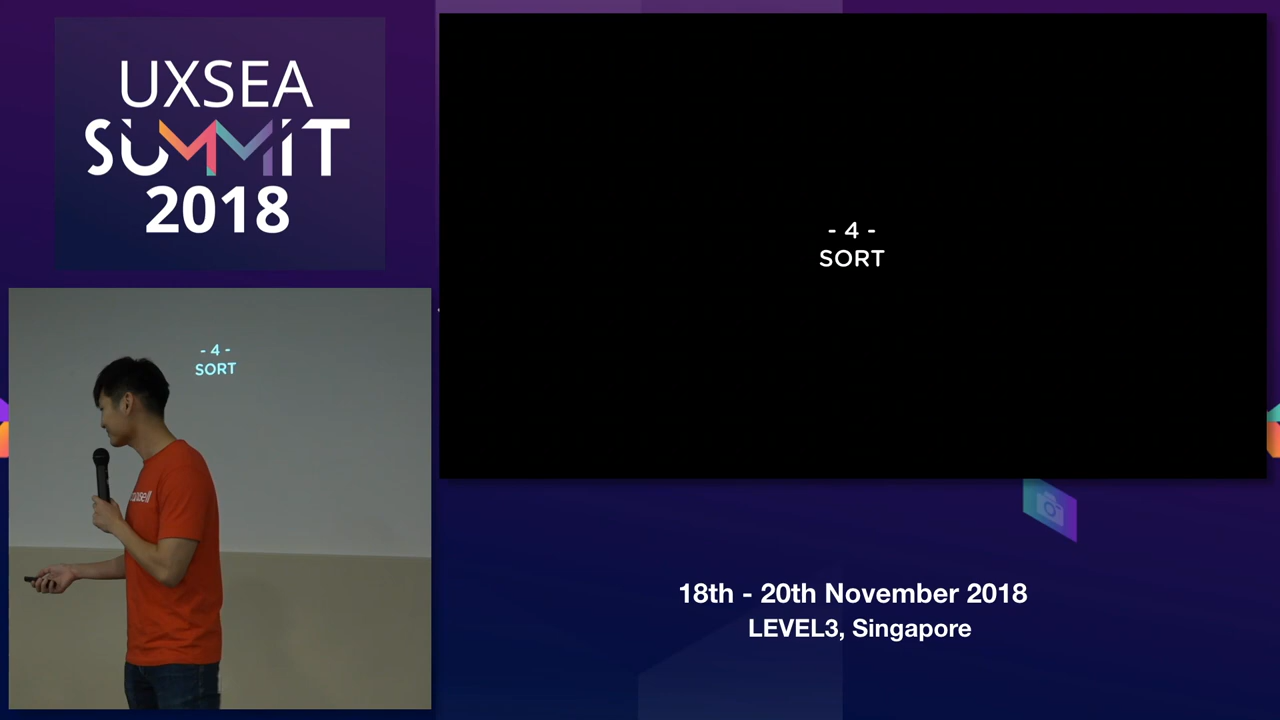 UXSEA
SUMMIT
2018
- 4 -
SORT
- 4 -
SORT
18th - 20th November 2018
LEVEL3, Singapore